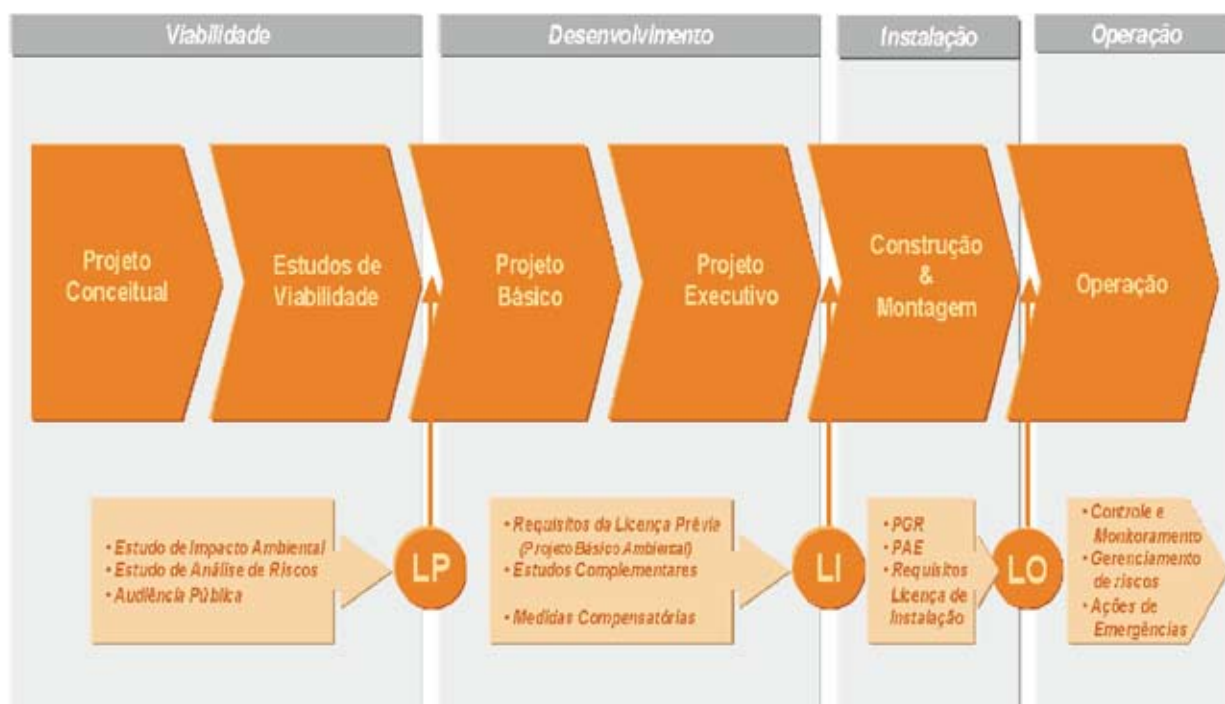 Viabilidade
Desenvolvimento
Instalação
Operação
Projeto
Conceitual
Estudos de
Viabilidade
Projeto
Básico
Projeto
Executivo
Construção
&
Montagem
Operação
• Estudo de Impacto Ambiental
• Estudo de Análise de Riscos
• Audiência Pública
LP
• Requisitos da Licença Prévia
(Projeto Básico Ambiental)
• Estudos Complementares
• Medidas Compensatórias
LI
• PGR
• PAE
• Requisitos
Licença de
Instalação
LO
• Controle e
Monitoramento
• Gerenciamento
de riscos
• Ações de
Emergências